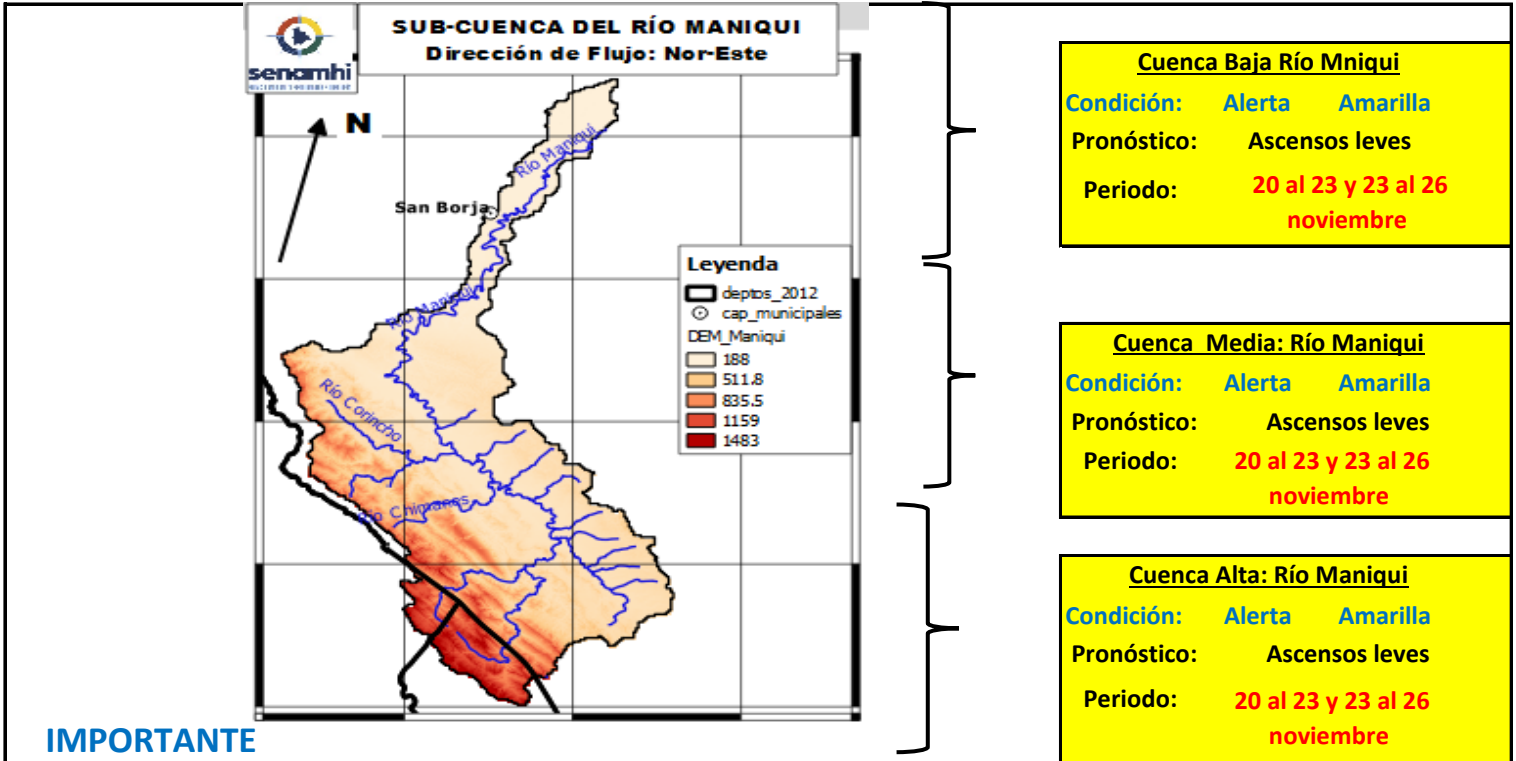 senamhi
SUB-CUENCA DEL RÍO MANIQUI
Dirección de Flujo: Nor-Este
N
Río Maniqui
San Borja
Río Maniqui
Río Corincho
Río Chimanes
Leyenda
deptos_2012
cap_municipales
DEM_Maniqui
188
511.8
835.5
1159
1483
Cuenca Baja Río Mniqui
Condición: Alerta Amarilla
Pronóstico: Ascensos leves
Periodo: 20 al 23 y 23 al 26
noviembre
Cuenca Media: Río Maniqui
Condición: Alerta Amarilla
Pronóstico: Ascensos leves
Periodo: 20 al 23 y 23 al 26
noviembre
Cuenca Alta: Río Maniqui
Condición: Alerta Amarilla
Pronóstico: Ascensos leves
Periodo: 20 al 23 y 23 al 26
noviembre
IMPORTANTE